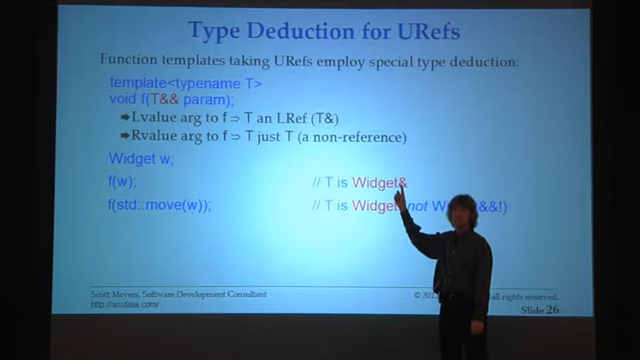 Type Deduction for URefs
Function templates taking URefs employ special type deduction:
template<typename T>
void f(T&& param);
Lvalue arg to f ⇒ T an LRef (T&)
Rvalue arg to f ⇒ T just T (a non-reference)
Widget w;
f(w); // T is Widget&
f(std::move(w)); // T is Widget not &&!)
Scott Meyers, Software Development Consultant
http://aristeia.com/
© all rights reserved.
Slide 26